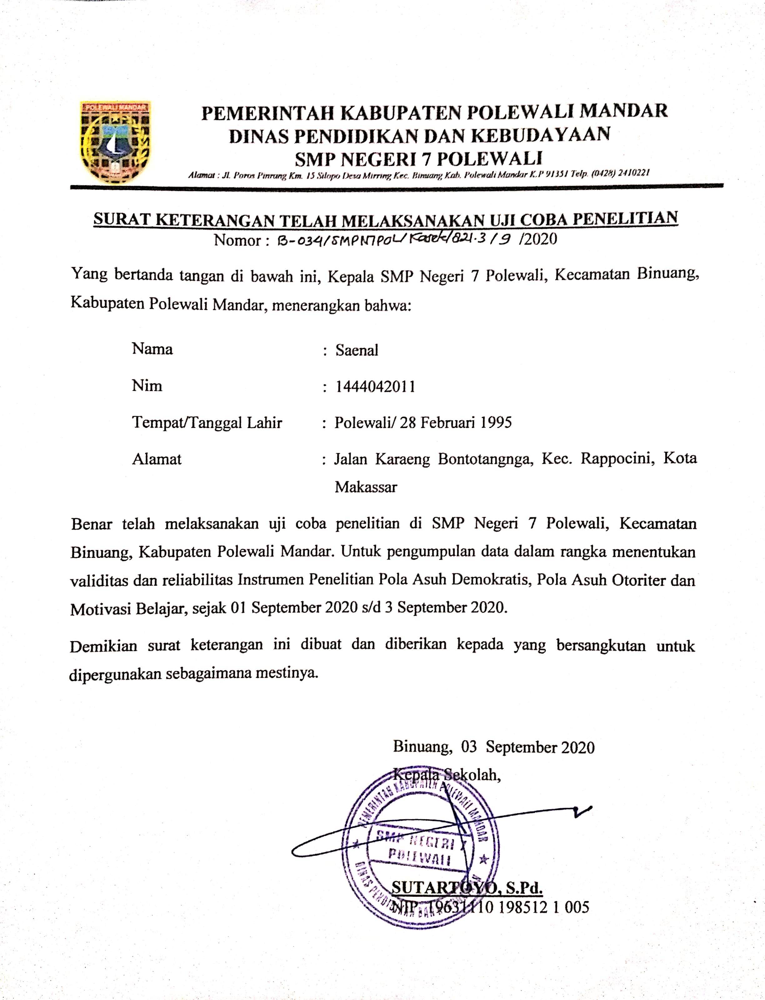 POLEWALI MANDAR
PEMERINTAH KABUPATEN POLEWALI MANDAR
DINAS PENDIDIKAN DAN KEBUDAYAAN
SMP NEGERI 7 POLEWALI
Alamat : Jl. Poros Pinrang Km. 15 Silopo Desa Mirring Kec. Binuang Kab. Polewali Mandar K.P 91351 Telp. (0428) 2410221
SURAT KETERANGAN TELAH MELAKSANAKAN UJI COBA PENELITIAN
Nomor : B-034/SMPN7POL/Kasek/821.3/9 /2020
Yang bertanda tangan di bawah ini, Kepala SMP Negeri 7 Polewali, Kecamatan Binuang,
Kabupaten Polewali Mandar, menerangkan bahwa:
Nama : Saenal
Nim : 1444042011
Tempat/Tanggal Lahir : Polewali/ 28 Februari 1995
Alamat : Jalan Karaeng Bontotangnga, Kec. Rappocini, Kota
Makassar
Benar telah melaksanakan uji coba penelitian di SMP Negeri 7 Polewali, Kecamatan
Binuang, Kabupaten Polewali Mandar. Untuk pengumpulan data dalam rangka menentukan
validitas dan reliabilitas Instrumen Penelitian Pola Asuh Demokratis, Pola Asuh Otoriter dan
Motivasi Belajar, sejak 01 September 2020 s/d 3 September 2020.
Demikian surat keterangan ini dibuat dan diberikan kepada yang bersangkutan untuk
dipergunakan sebagaimana mestinya.
Binuang, 03 September 2020
Kepala Sekolah,
PEMERINTAH KABUPATEN POLEWALI MANDAR
SMP NEGERI 7
POLEWALI
DINAS PENDIDIKAN DAN
SUTARTOYO, S.Pd.
NIP. 19631110 198512 1 005